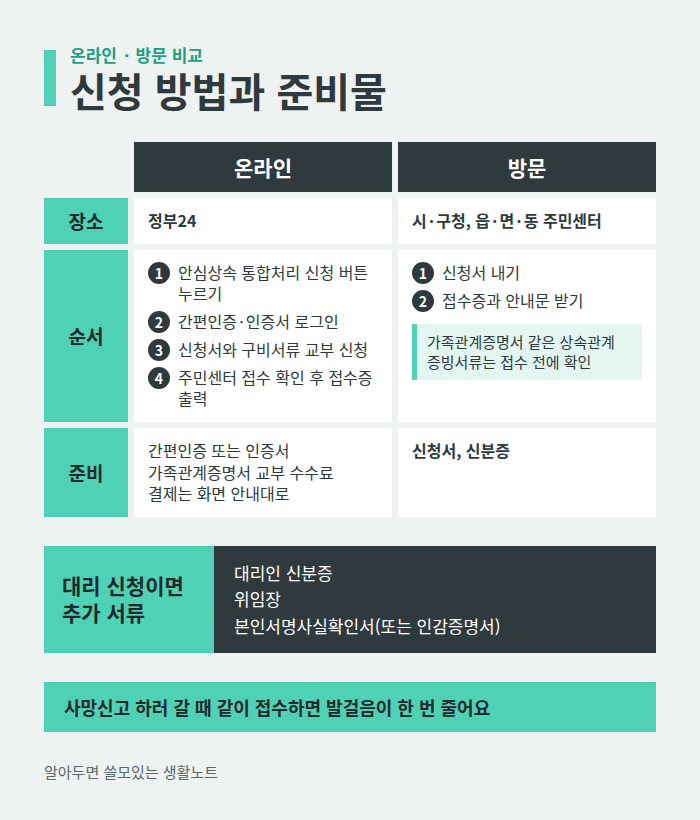 온라인 · 방문 비교
신청 방법과 준비물
온라인
방문
장소
정부24
시·구청, 읍·면·동 주민센터
순서
1 안심상속 통합처리 신청 버튼
누르기
2 간편인증·인증서 로그인
3 신청서와 구비서류 교부 신청
4 주민센터 접수 확인 후 접수증
출력
1 신청서 내기
2 접수증과 안내문 받기
가족관계증명서 같은 상속관계
증빙서류는 접수 전에 확인
준비
간편인증 또는 인증서
가족관계증명서 교부 수수료
결제는 화면 안내대로
신청서, 신분증
대리 신청이면
추가 서류
대리인 신분증
위임장
본인서명사실확인서(또는 인감증명서)
사망신고 하러 갈 때 같이 접수하면 발걸음이 한 번 줄어요
알아두면 쓸모있는 생활노트